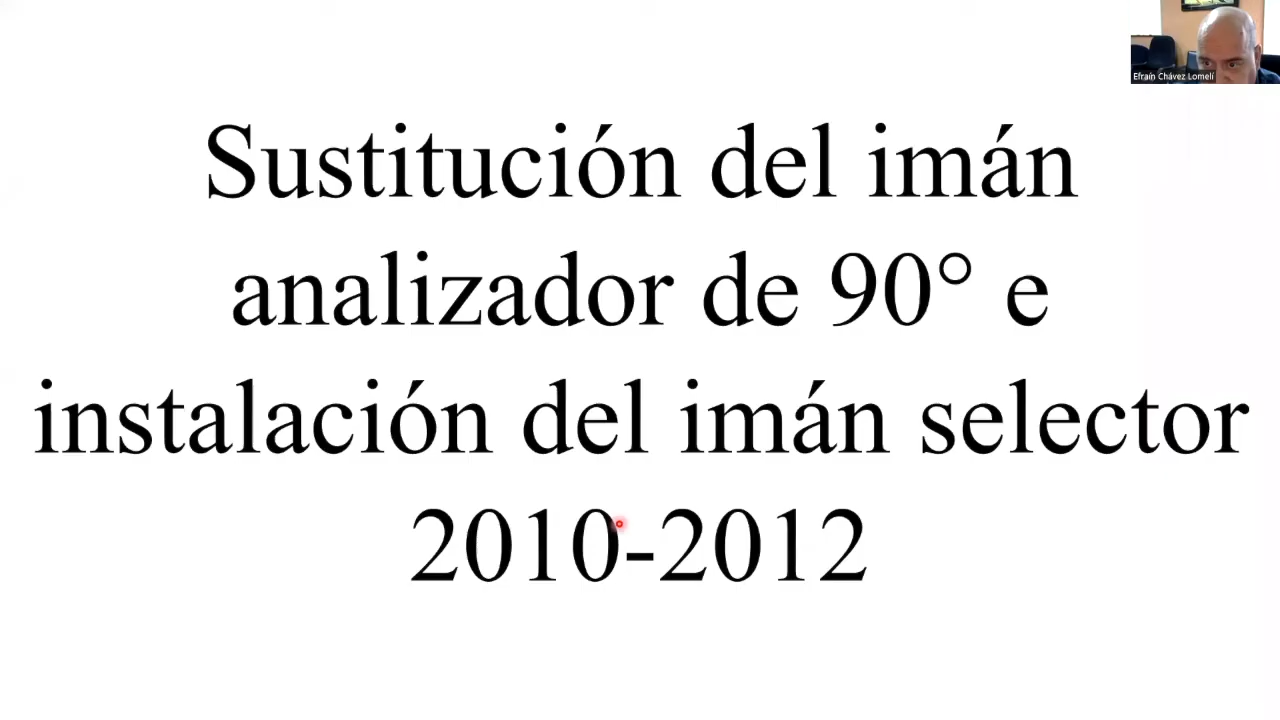 Efraín Chávez Lomelí
Sustitución del imán
analizador de 90° e
instalación del imán selector
2010-2012